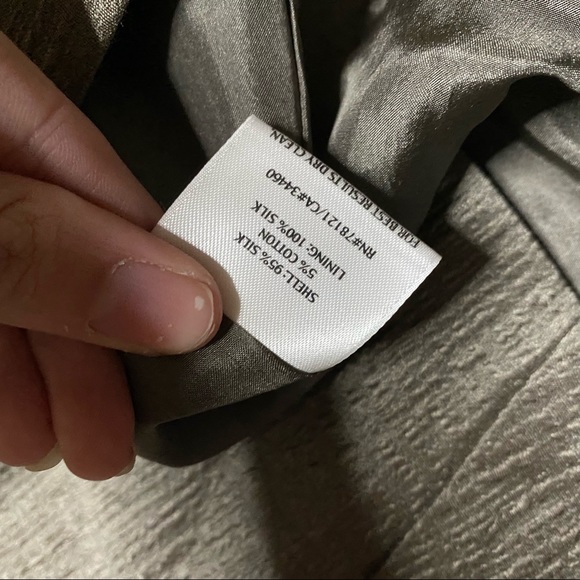 SHELL: 95% SILK
5% COTTON
LINING: 100% SILK
RN#78121/CA#34460
FOR BEST RESULTS DRY CLEAN